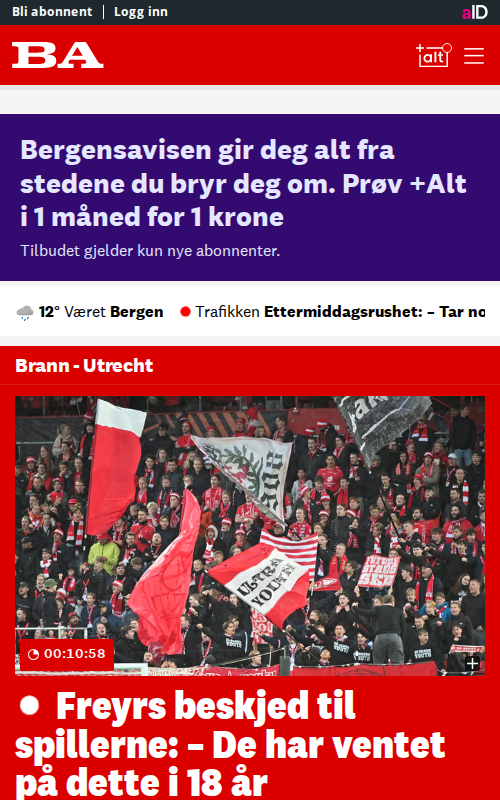 Bli abonnent | Logg inn
aID
BA
+alt
Bergensavisen gir deg alt fra
stedene du bryr deg om. Prøv +Alt
i 1 måned for 1 krone
Tilbudet gjelder kun nye abonnenter.
12° Været Bergen Trafikken Ettermiddagsrushet: – Tar no
Brann - Utrecht
ULTRA
YOUTH
00:10:58
Freyrs beskjed til
spillerne: – De har ventet
på dette i 18 år